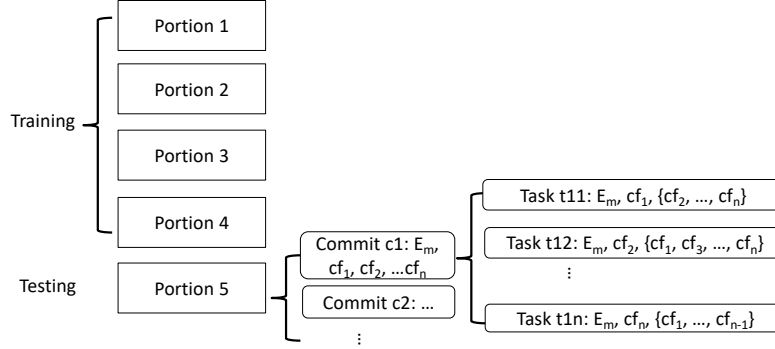 Portion 1
Portion 2
Training
Portion 3
Portion 4
Testing
Portion 5
Commit c1: Eₘ,
cf₁, cf₂, ...cfₙ
Commit c2: ...
⋮
Task t11: Eₘ, cf₁, {cf₂, ..., cfₙ}
Task t12: Eₘ, cf₂, {cf₁, cf₃, ..., cfₙ}
⋮
Task t1n: Eₘ, cfₙ, {cf₁, ..., cfₙ₋₁}